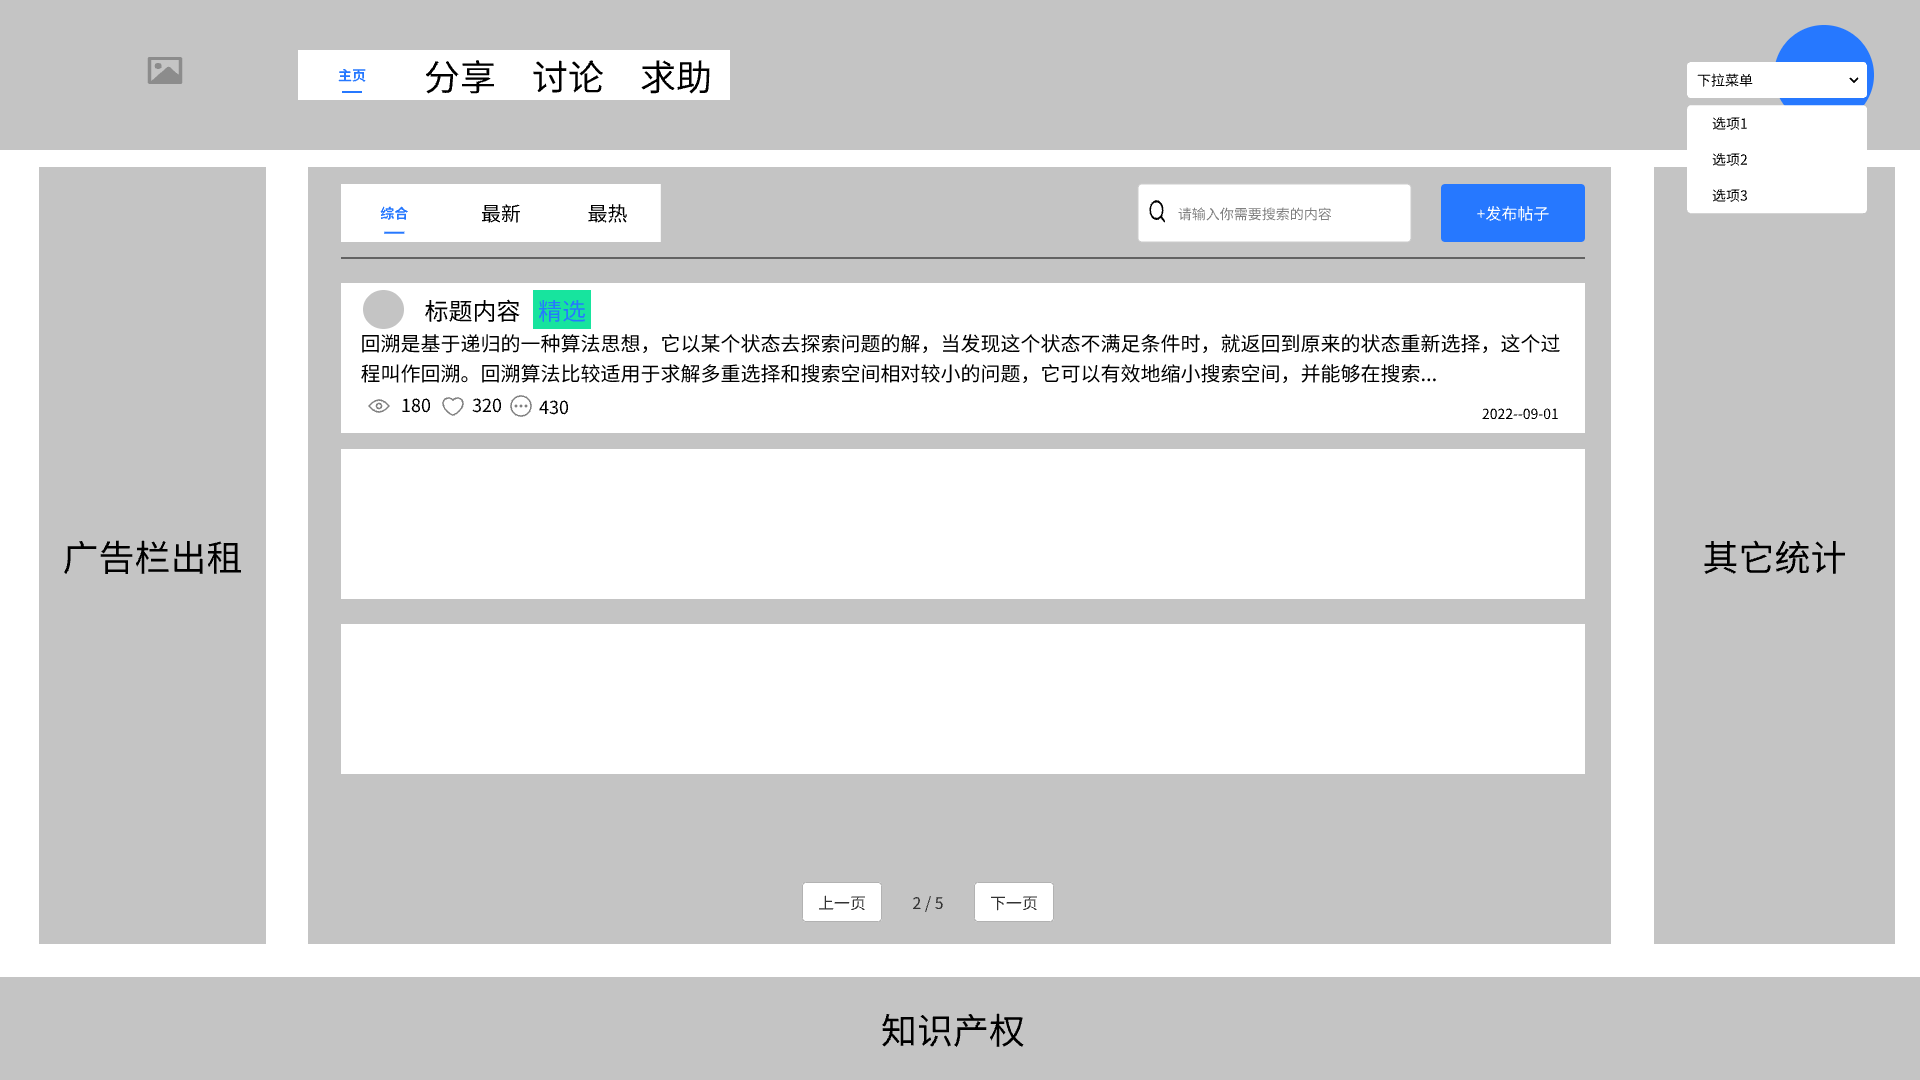 主页 分享 讨论 求助
下拉菜单
选项1
选项2
选项3
综合 最新 最热
请输入你需要搜索的内容
+发布帖子
标题内容 精选
回溯是基于递归的一种算法思想，它以某个状态去探索问题的解，当发现这个状态不满足条件时，就返回到原来的状态重新选择，这个过
程叫作回溯。回溯算法比较适用于求解多重选择和搜索空间相对较小的问题，它可以有效地缩小搜索空间，并能够在搜索...
180 320 430
2022--09-01
广告栏出租
其它统计
上一页 2 / 5 下一页
知识产权